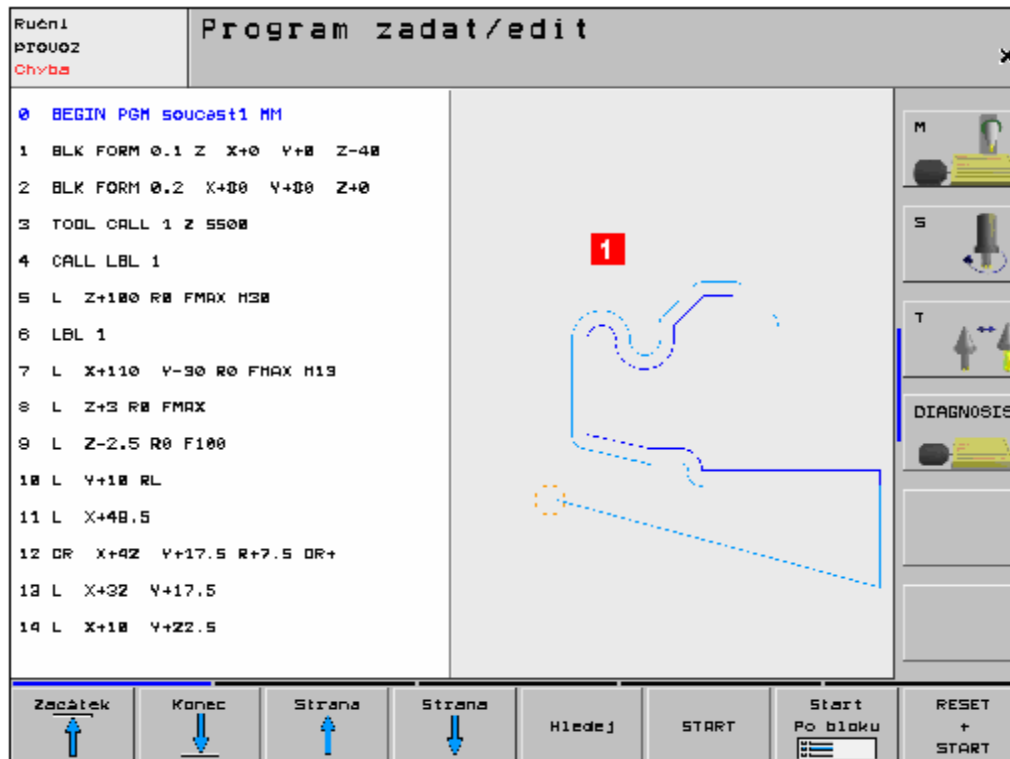 Ruční
provoz
Chyba
Program zadat/edit
0 BEGIN PGM soucast1 MM
1 BLK FORM 0.1 Z X+0 Y+0 Z-40
2 BLK FORM 0.2 X+80 Y+80 Z+0
3 TOOL CALL 1 Z S500
4 CALL LBL 1
5 L Z+100 R0 FMAX M30
6 LBL 1
7 L X+110 Y-30 R0 FMAX M13
8 L Z+3 R0 FMAX
9 L Z-2.5 R0 F100
10 L Y+10 RL
11 L X+49.5
12 CR X+42 Y+17.5 R+7.5 DR+
13 L X+32 Y+17.5
14 L X+10 Y+22.5
1
M
S
T
DIAGNOSIS
Začátek
Konec
Strana
Strana
Hledej
START
Start
Po bloku
RESET
+
START